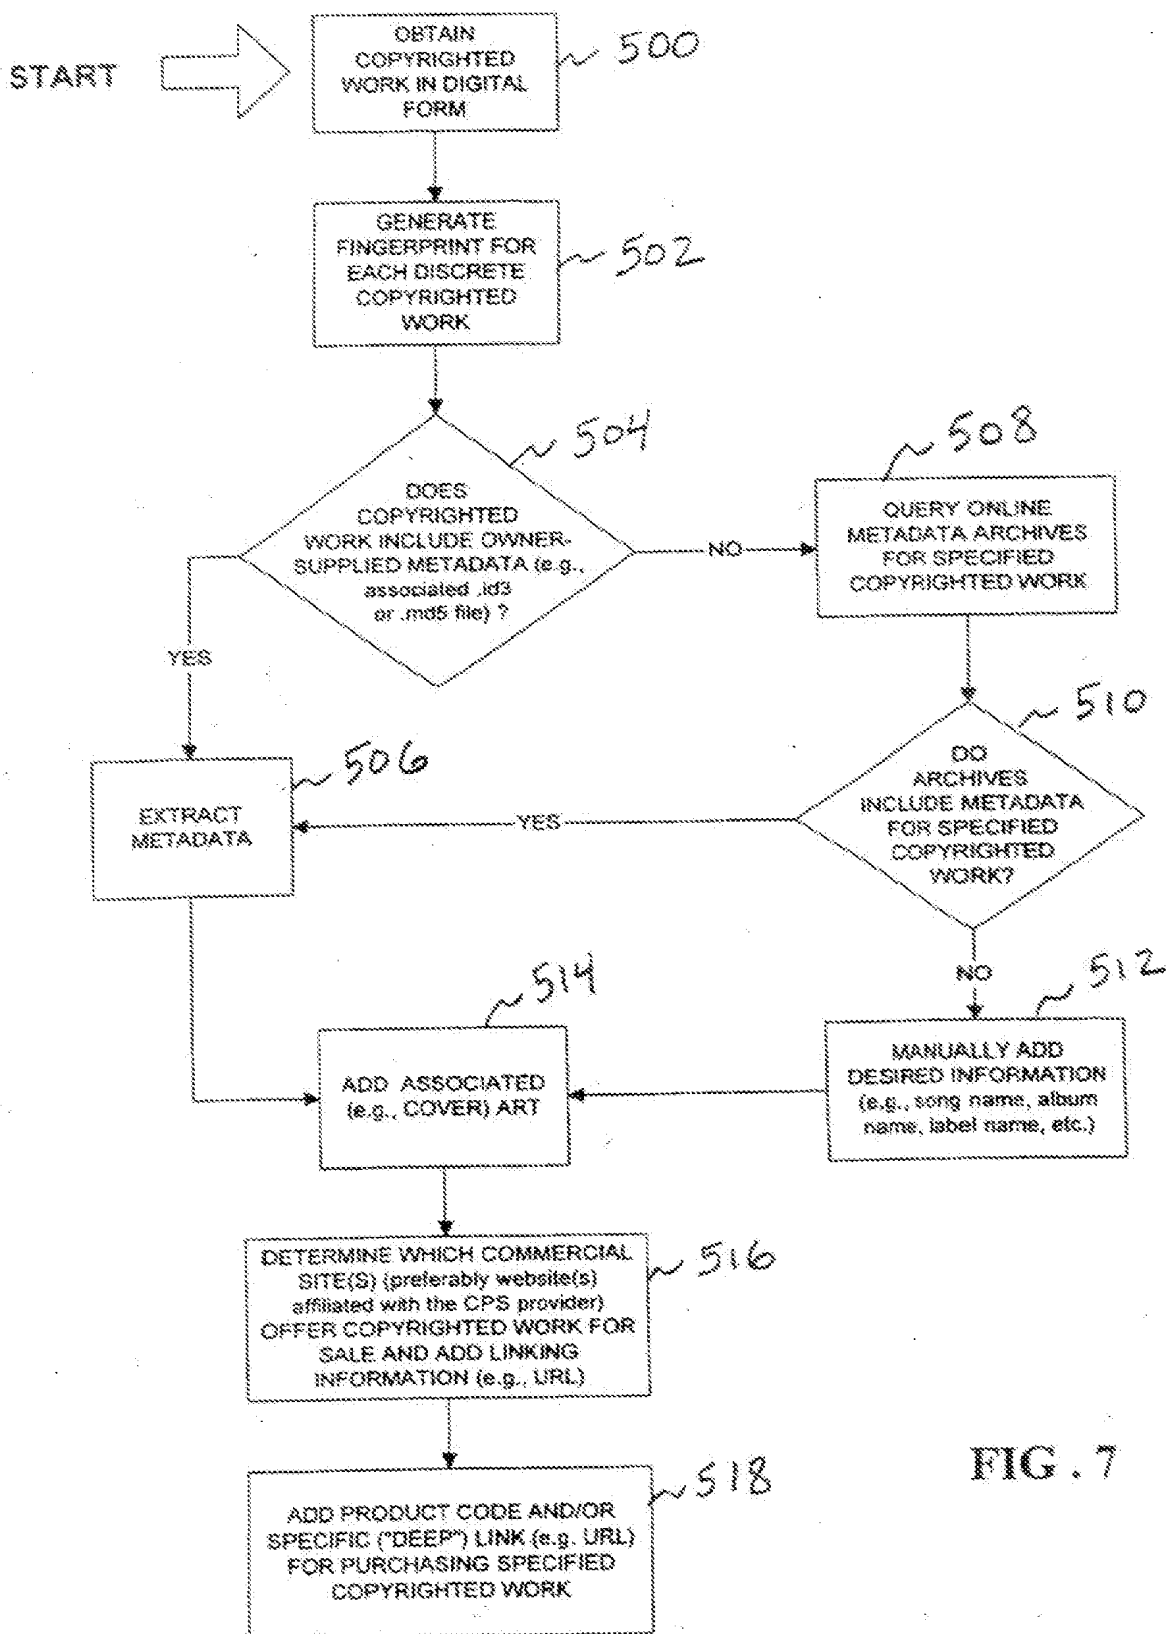 START
OBTAIN
COPYRIGHTED
WORK IN DIGITAL
FORM
500
GENERATE
FINGERPRINT FOR
EACH DISCRETE
COPYRIGHTED
WORK
502
504
DOES
COPYRIGHTED
WORK INCLUDE OWNER-
SUPPLIED METADATA (e.g.,
associated .id3
or .md5 file) ?
NO
508
QUERY ONLINE
METADATA ARCHIVES
FOR SPECIFIED
COPYRIGHTED WORK
YES
506
EXTRACT
METADATA
510
DO
ARCHIVES
INCLUDE METADATA
FOR SPECIFIED
COPYRIGHTED
WORK?
YES
NO
512
MANUALLY ADD
DESIRED INFORMATION
(e.g., song name, album
name, label name, etc.)
514
ADD ASSOCIATED
(e.g., COVER) ART
DETERMINE WHICH COMMERCIAL
SITE(S) (preferably website(s)
affiliated with the CPS provider)
OFFER COPYRIGHTED WORK FOR
SALE AND ADD LINKING
INFORMATION (e.g., URL)
516
ADD PRODUCT CODE AND/OR
SPECIFIC ("DEEP") LINK (e.g. URL)
FOR PURCHASING SPECIFIED
COPYRIGHTED WORK
518
FIG . 7